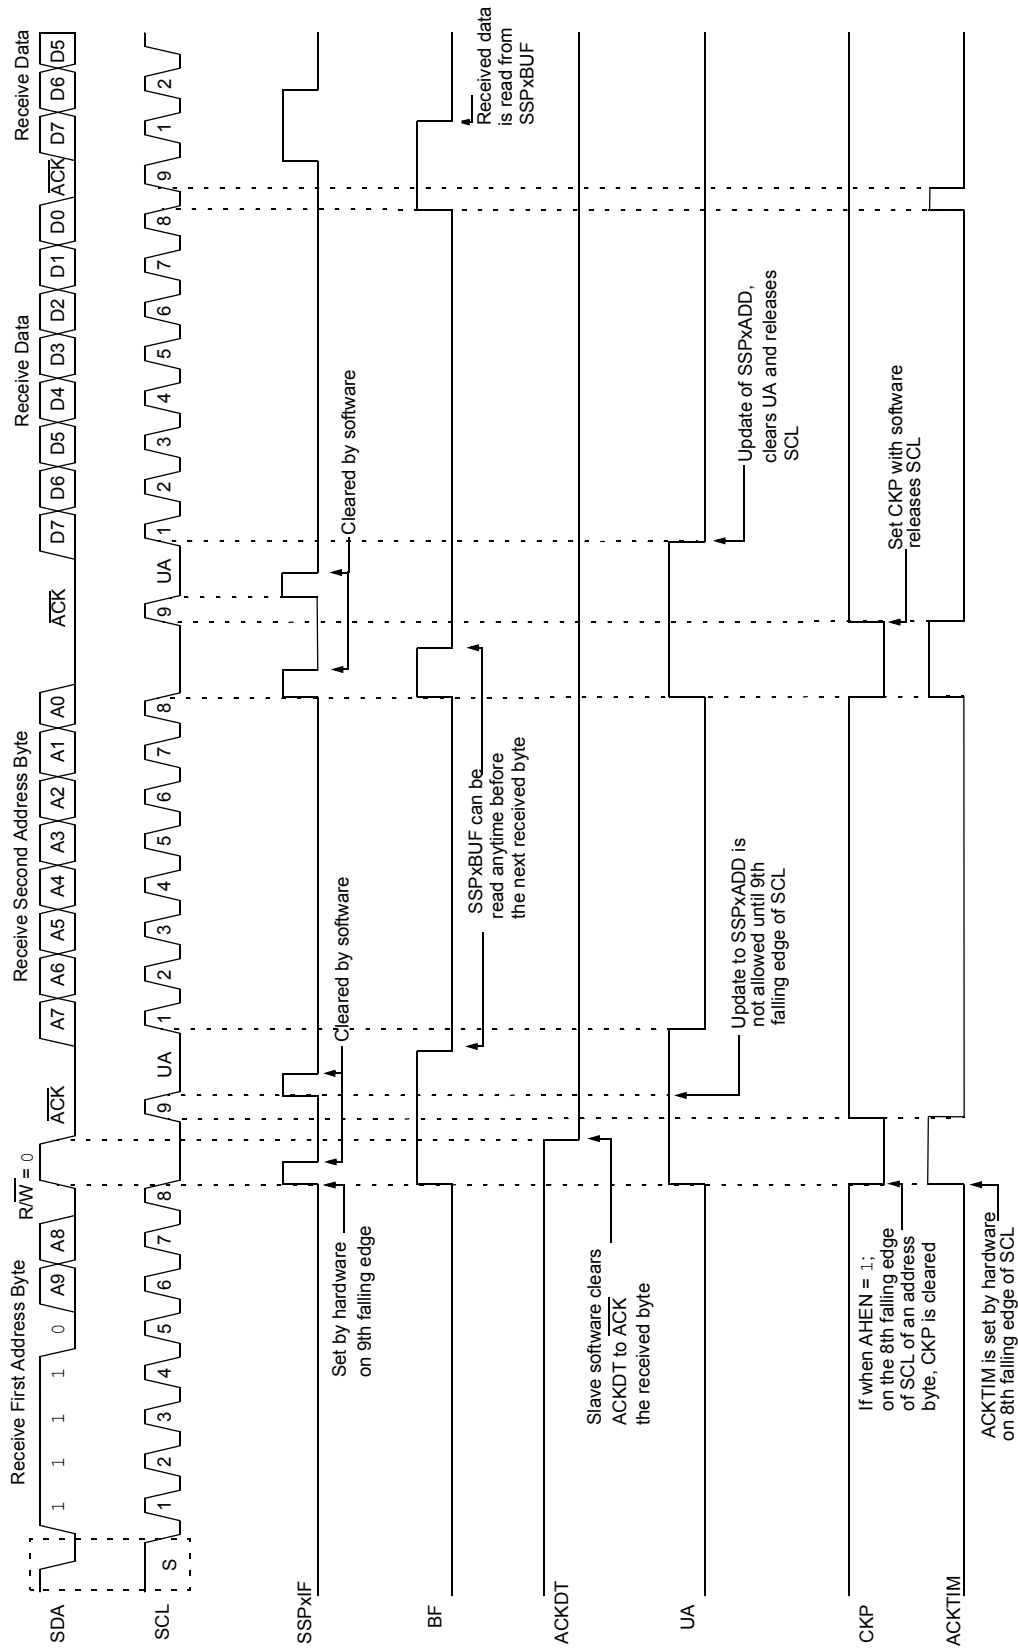 Receive First Address Byte
R/W = 0
Receive Second Address Byte
Receive Data
Receive Data
SDA
1
1
1
1
0
A9
A8
ACK
A7
A6
A5
A4
A3
A2
A1
A0
ACK
D7
D6
D5
D4
D3
D2
D1
D0
ACK
D7
D6
D5
SCL
S
1
2
3
4
5
6
7
8
9
UA
1
2
3
4
5
6
7
8
9
UA
1
2
3
4
5
6
7
8
9
1
2
SSPxIF
Set by hardware
on 9th falling edge
Cleared by software
Cleared by software
BF
SSPxBUF can be
read anytime before
the next received byte
Received data
is read from
SSPxBUF
ACKDT
Slave software clears
ACKDT to ACK
the received byte
UA
Update to SSPxADD is
not allowed until 9th
falling edge of SCL
Update of SSPxADD,
clears UA and releases
SCL
CKP
If when AHEN = 1;
on the 8th falling edge
of SCL of an address
byte, CKP is cleared
Set CKP with software
releases SCL
ACKTIM
ACKTIM is set by hardware
on 8th falling edge of SCL